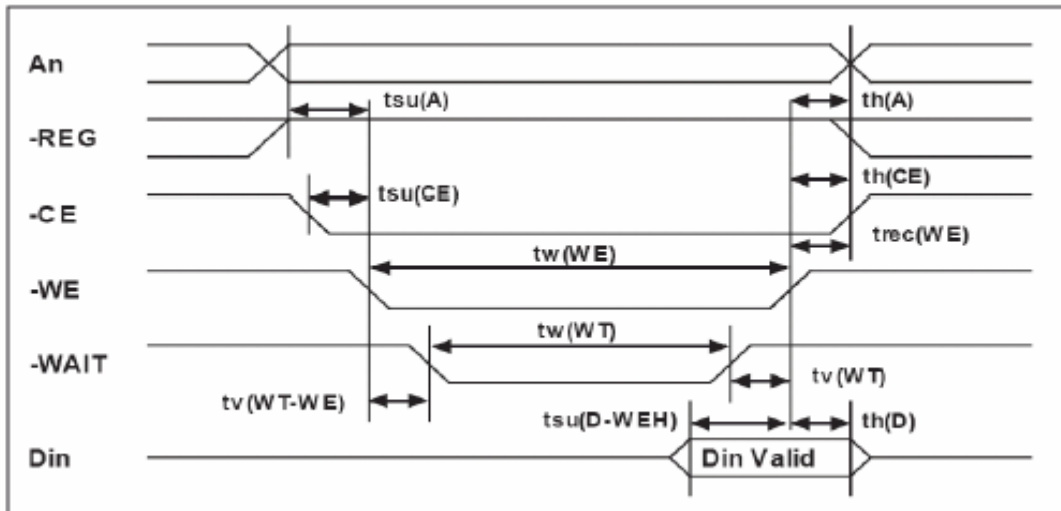 An
tsu(A)
th(A)
-REG
tsu(CE)
th(CE)
-CE
trec(WE)
tw(WE)
-WE
tw(WT)
-WAIT
tv(WT-WE)
tv(WT)
tsu(D-WEH)
th(D)
Din
Din Valid